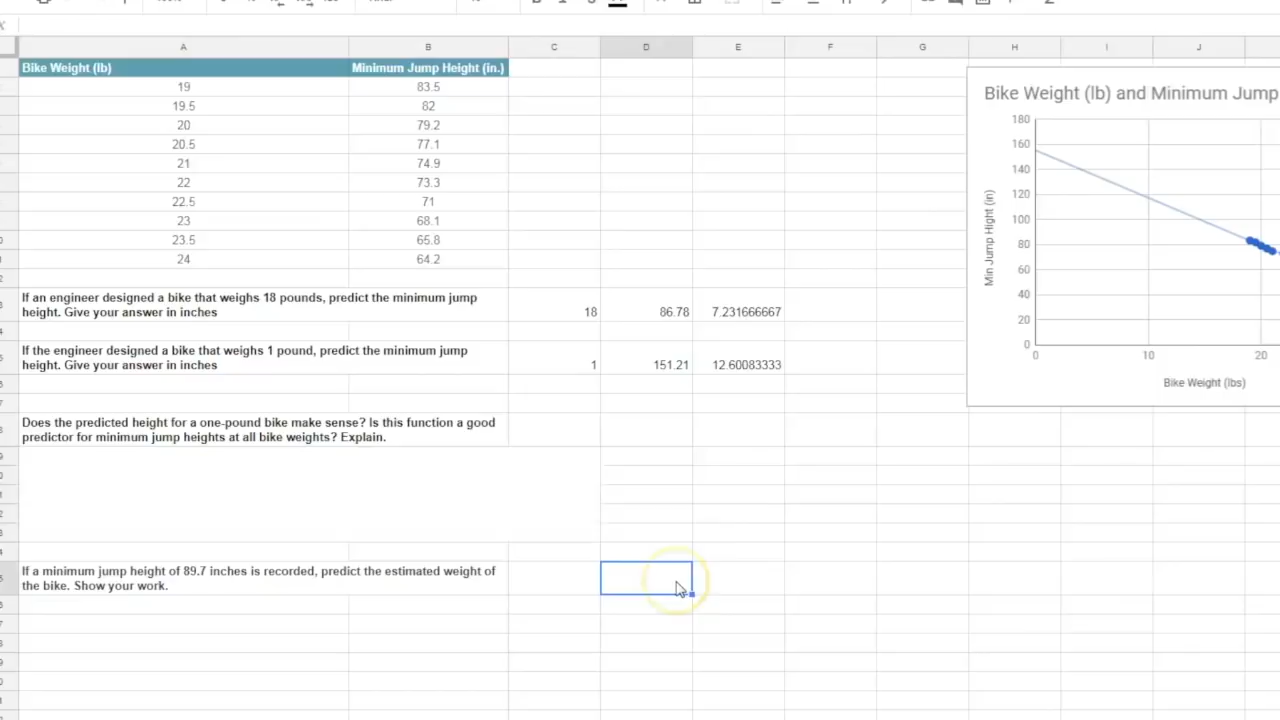 A B C D E F G H I J
Bike Weight (lb) Minimum Jump Height (in.)
19 83.5
19.5 82
20 79.2
20.5 77.1
21 74.9
22 73.3
22.5 71
23 68.1
23.5 65.8
24 64.2
If an engineer designed a bike that weighs 18 pounds, predict the minimum jump
height. Give your answer in inches
18 86.78 7.231666667
If the engineer designed a bike that weighs 1 pound, predict the minimum jump
height. Give your answer in inches
1 151.21 12.60083333
Does the predicted height for a one-pound bike make sense? Is this function a good
predictor for minimum jump heights at all bike weights? Explain.
If a minimum jump height of 89.7 inches is recorded, predict the estimated weight of
the bike. Show your work.
Bike Weight (lb) and Minimum Jump
180
160
140
120
100
80
60
40
20
0
Min Jump Hight (in)
0 10 20
Bike Weight (lbs)